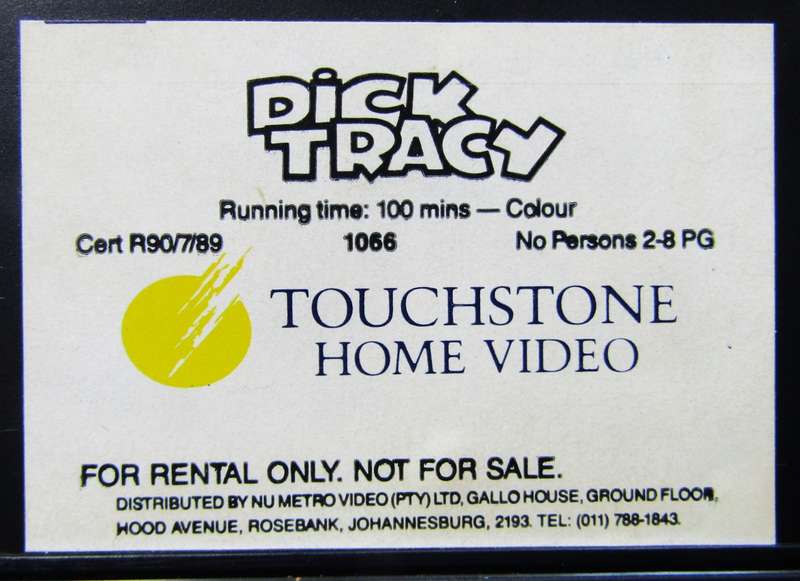 DICK
TRACY
Running time: 100 mins — Colour
Cert R90/7/89 1066 No Persons 2-8 PG
TOUCHSTONE
HOME VIDEO
FOR RENTAL ONLY. NOT FOR SALE.
DISTRIBUTED BY NU METRO VIDEO (PTY) LTD, GALLO HOUSE, GROUND FLOOR,
HOOD AVENUE, ROSEBANK, JOHANNESBURG, 2193. TEL: (011) 788-1843.